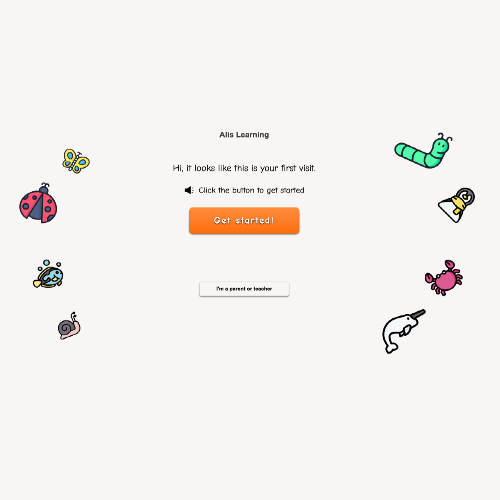 Alis Learning
Hi, it looks like this is your first visit.
Click the button to get started
Get started!
I'm a parent or teacher